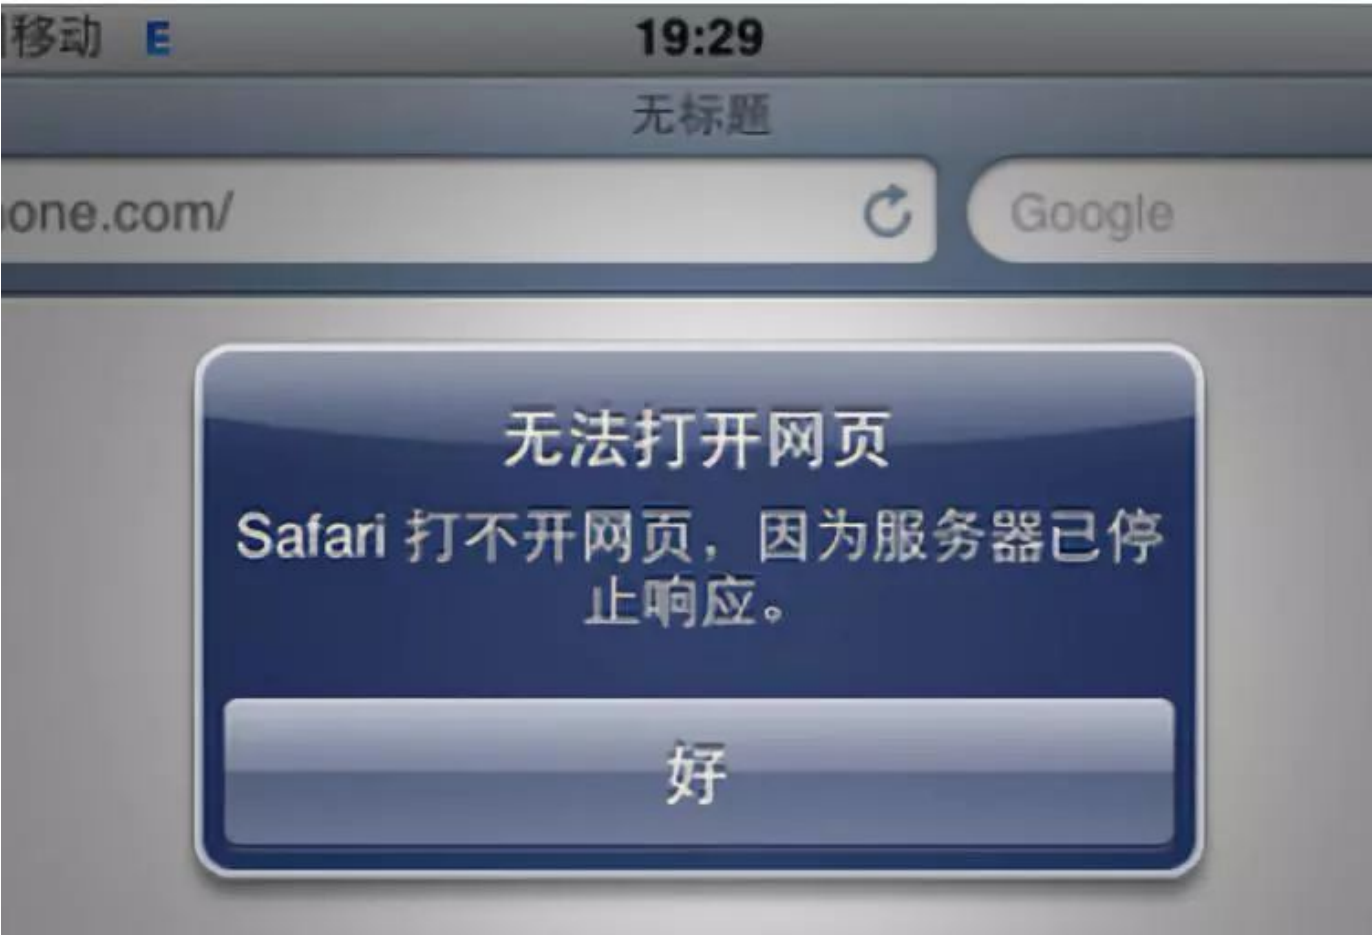 移动 E 19:29
无标题
one.com/ Google
无法打开网页
Safari 打不开网页，因为服务器已停
止响应。
好